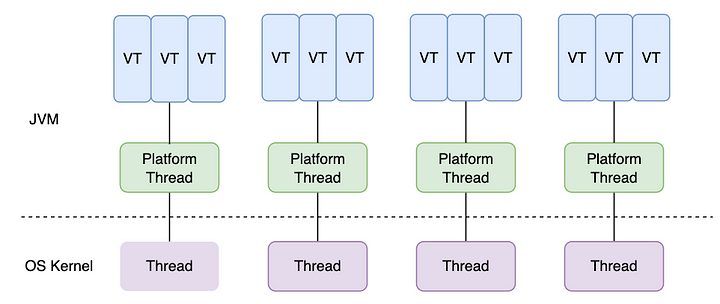 VT VT VT VT VT VT VT VT VT VT VT VT
JVM
Platform Thread
Platform Thread
Platform Thread
Platform Thread
OS Kernel Thread Thread Thread Thread